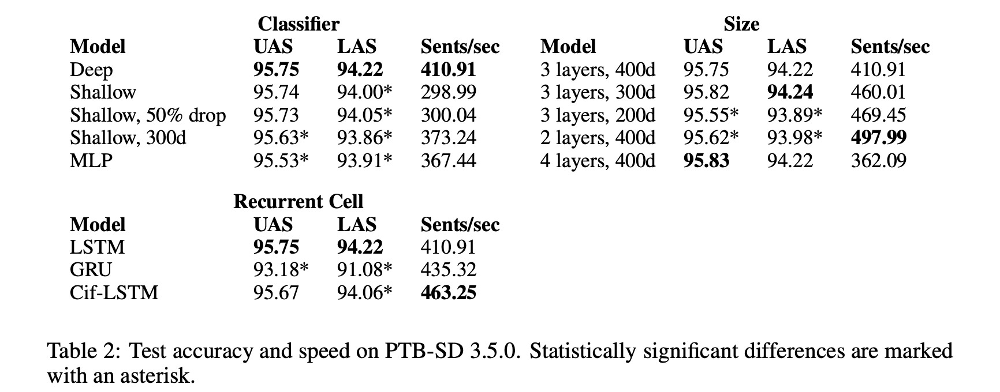 Classifier
Model UAS LAS Sents/sec
Deep 95.75 94.22 410.91
Shallow 95.74 94.00* 298.99
Shallow, 50% drop 95.73 94.05* 300.04
Shallow, 300d 95.63* 93.86* 373.24
MLP 95.53* 93.91* 367.44
Size
Model UAS LAS Sents/sec
3 layers, 400d 95.75 94.22 410.91
3 layers, 300d 95.82 94.24 460.01
3 layers, 200d 95.55* 93.89* 469.45
2 layers, 400d 95.62* 93.98* 497.99
4 layers, 400d 95.83 94.22 362.09
Recurrent Cell
Model UAS LAS Sents/sec
LSTM 95.75 94.22 410.91
GRU 93.18* 91.08* 435.32
Cif-LSTM 95.67 94.06* 463.25
Table 2: Test accuracy and speed on PTB-SD 3.5.0. Statistically significant differences are marked
with an asterisk.